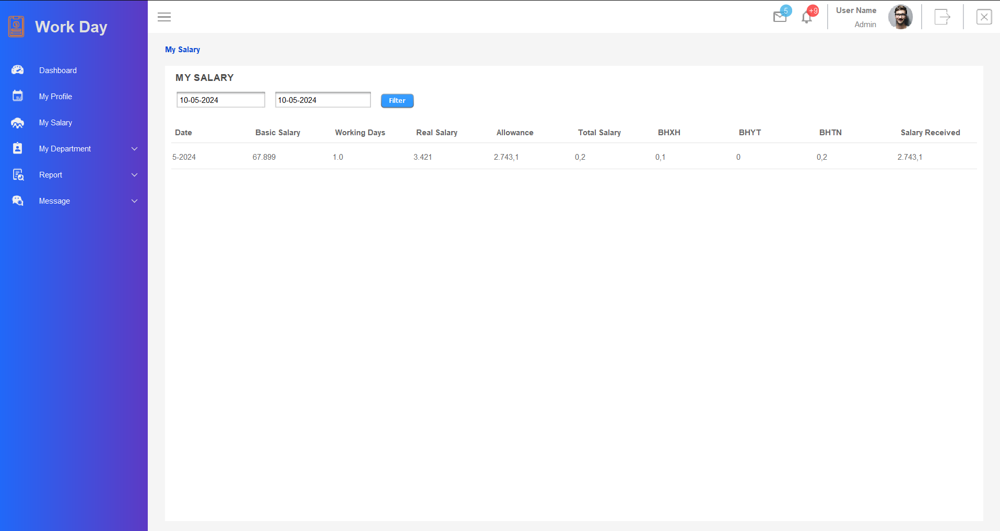 Work Day
5
+9
User Name
Admin
Dashboard
My Profile
My Salary
My Department
Report
Message
My Salary
MY SALARY
10-05-2024 10-05-2024 Filter
Date Basic Salary Working Days Real Salary Allowance Total Salary BHXH BHYT BHTN Salary Received
5-2024 67.899 1.0 3.421 2.743,1 0,2 0,1 0 0,2 2.743,1